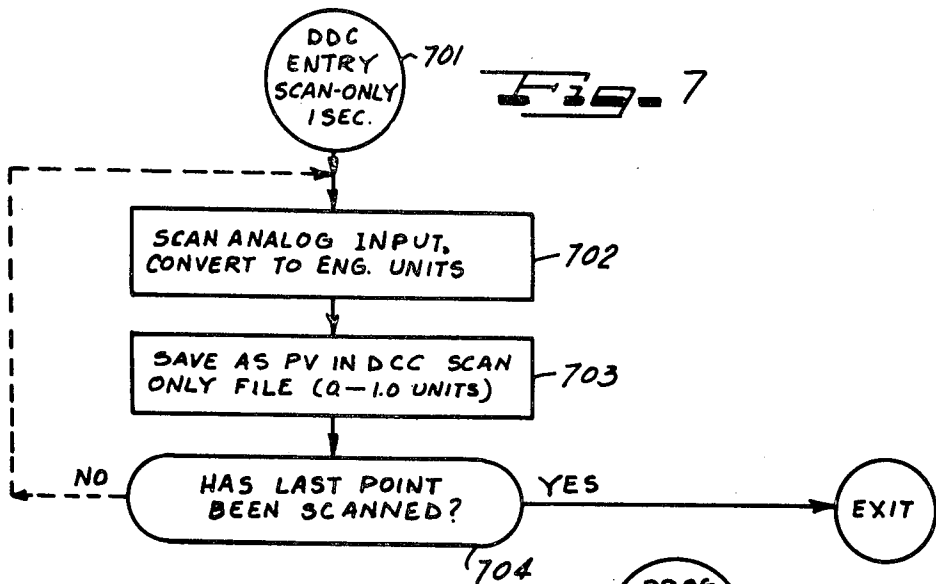 DDC
ENTRY
SCAN-ONLY
1 SEC.
701
Fig-7
SCAN ANALOG INPUT,
CONVERT TO ENG. UNITS
702
SAVE AS PV IN DCC SCAN
ONLY FILE (0-1.0 UNITS)
703
NO
HAS LAST POINT
BEEN SCANNED?
YES
EXIT
704